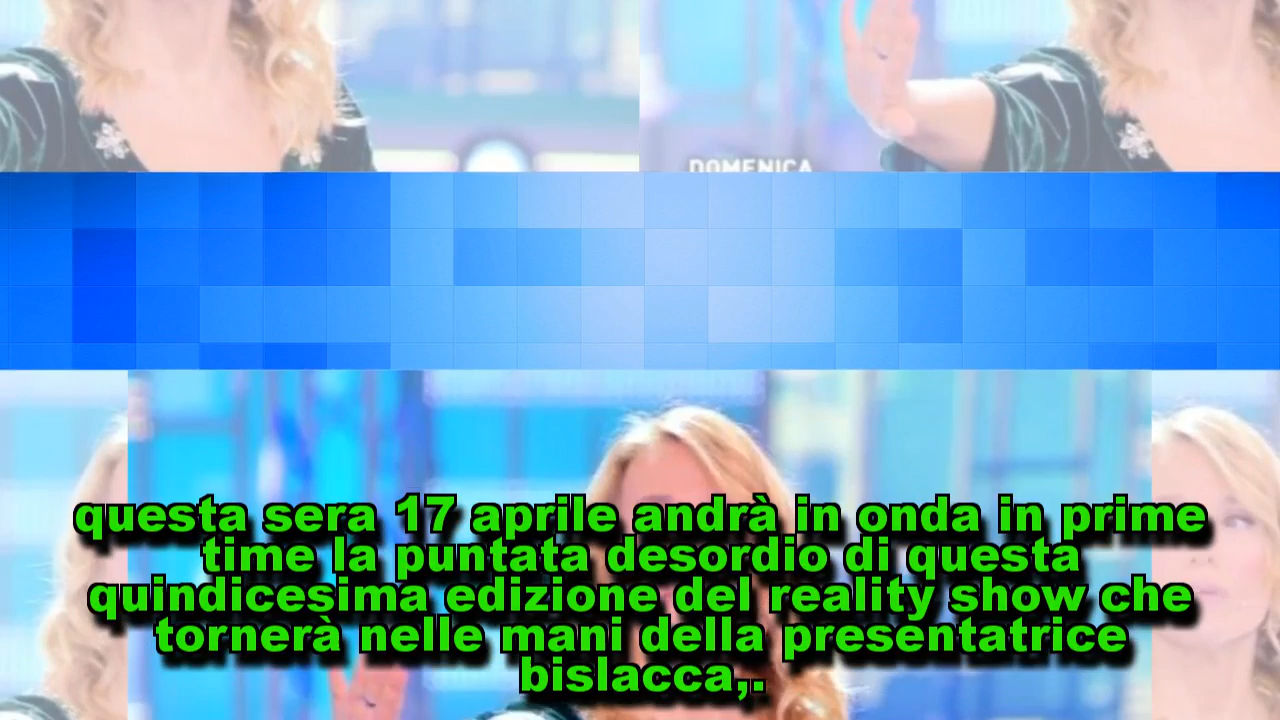 DOMENICA
questa sera 17 aprile andrà in onda in prime
time la puntata desordio di questa
quindicesima edizione del reality show che
tornerà nelle mani della presentatrice
bislacca,.